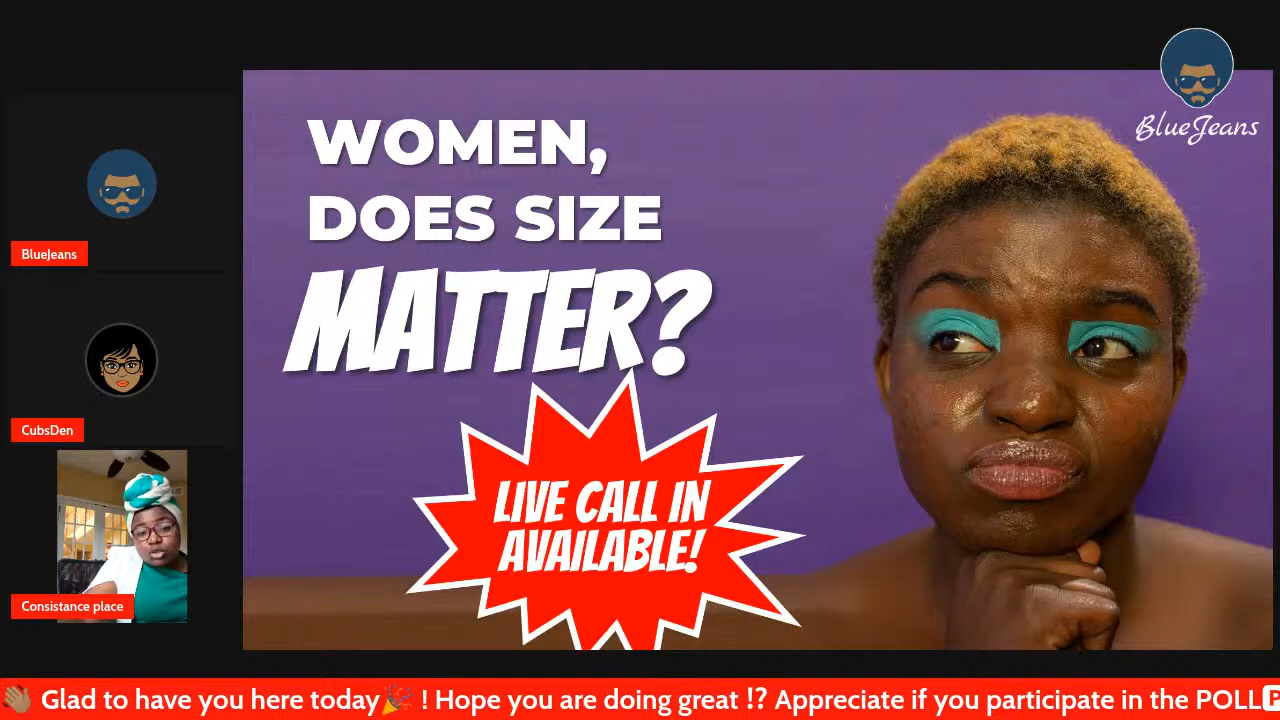 BlueJeans
WOMEN,
DOES SIZE
MATTER?
LIVE CALL IN
AVAILABLE!
BlueJeans
CubsDen
Consistance place
👋🏽 Glad to have you here today🎉 ! Hope you are doing great ⁉ Appreciate if you participate in the POLL